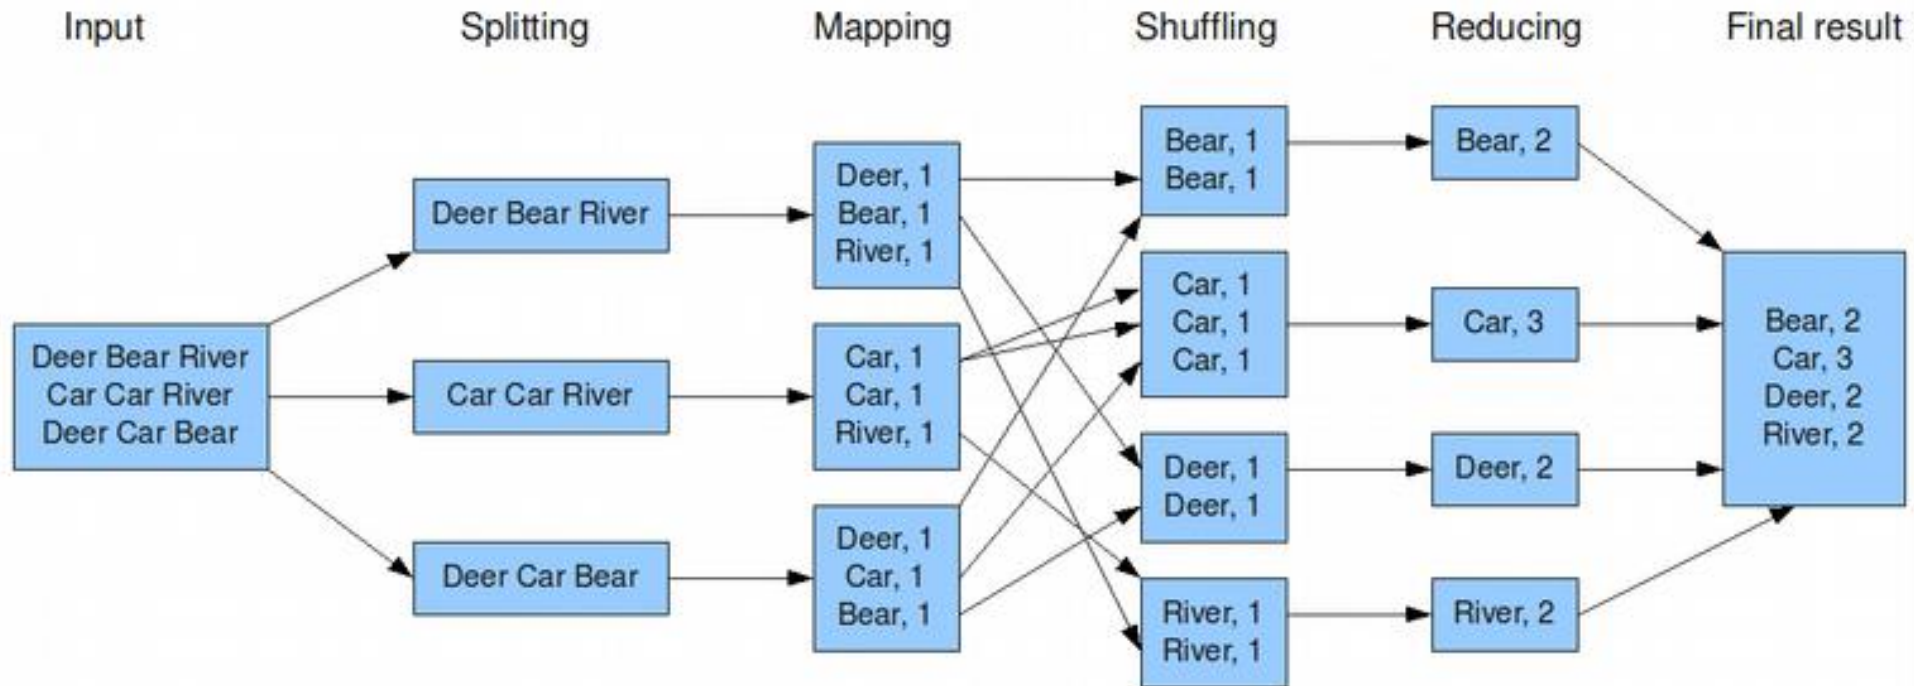 Input
Splitting
Mapping
Shuffling
Reducing
Final result
Deer Bear River
Car Car River
Deer Car Bear
Deer Bear River
Car Car River
Deer Car Bear
Deer, 1
Bear, 1
River, 1
Car, 1
Car, 1
River, 1
Deer, 1
Car, 1
Bear, 1
Bear, 1
Bear, 1
Car, 1
Car, 1
Car, 1
Deer, 1
Deer, 1
River, 1
River, 1
Bear, 2
Car, 3
Deer, 2
River, 2
Bear, 2
Car, 3
Deer, 2
River, 2